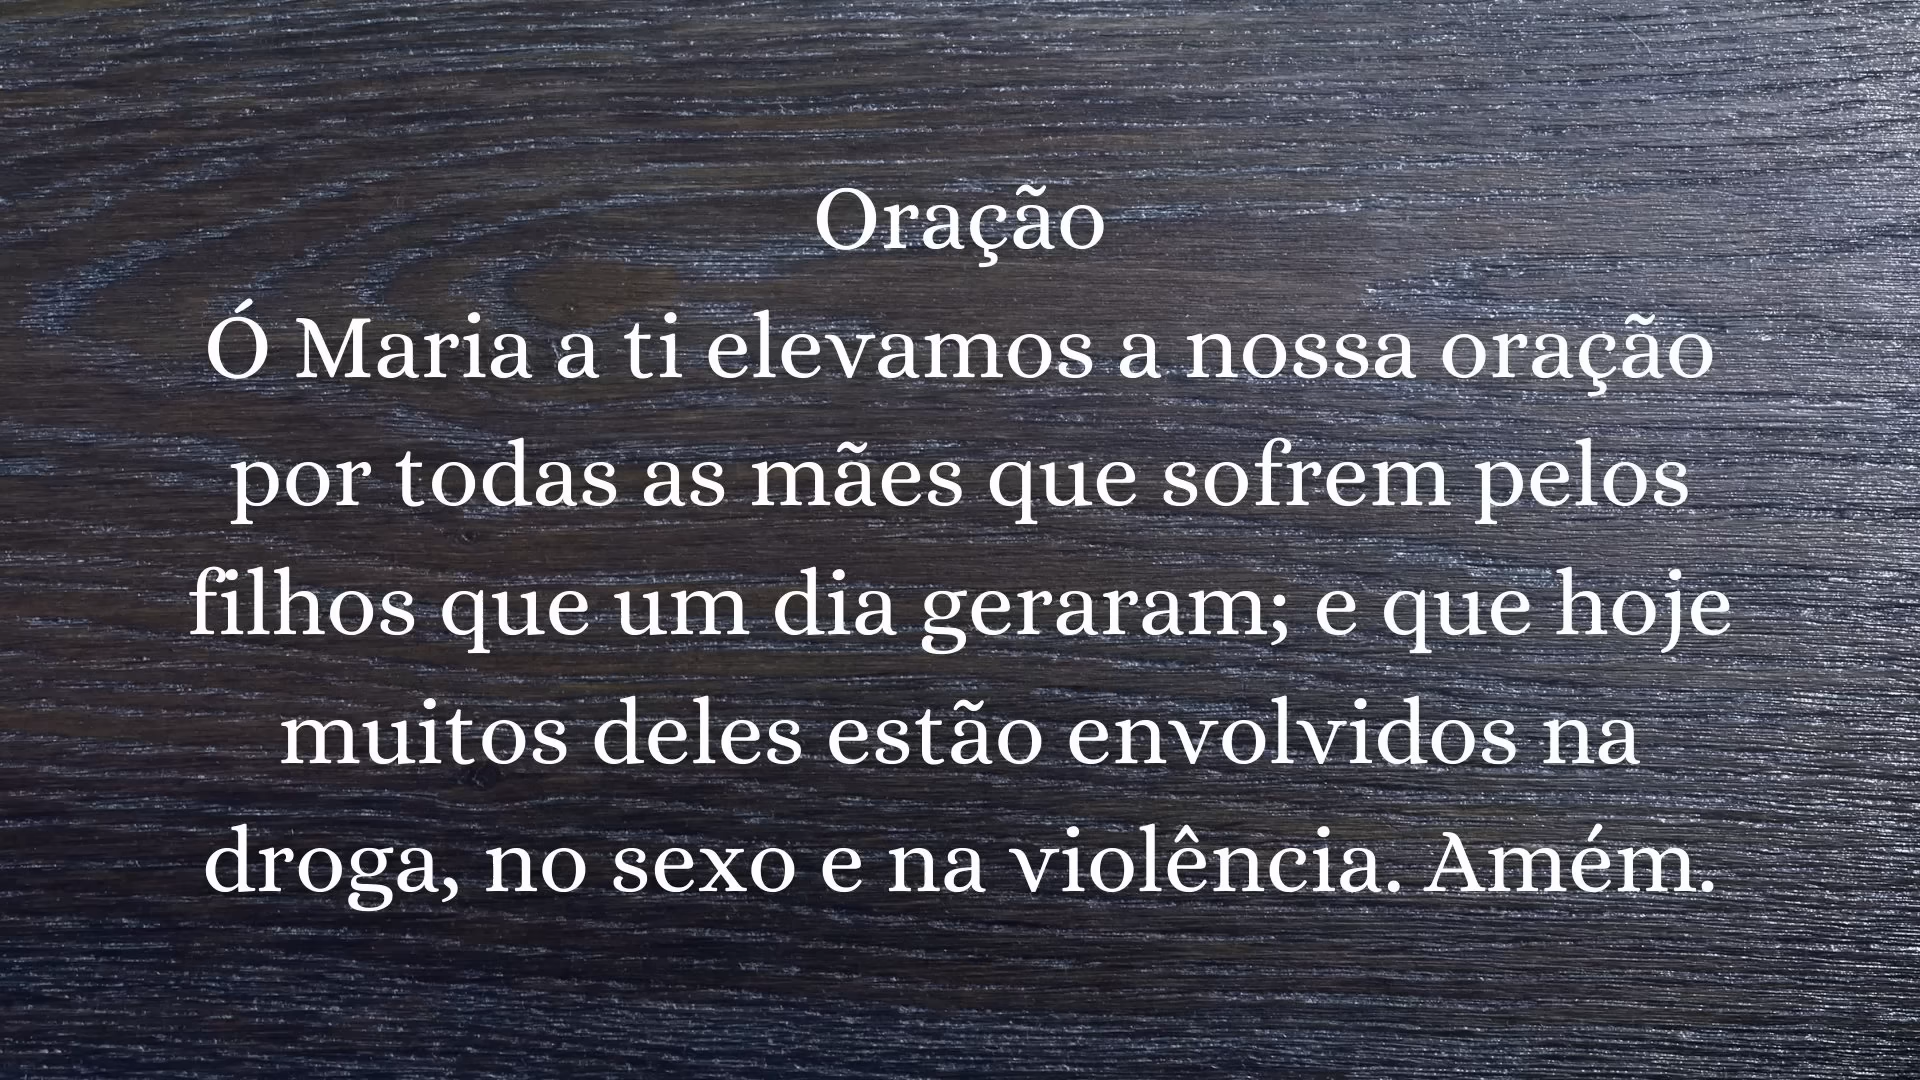 Oração
Ó Maria a ti elevamos a nossa oração
por todas as mães que sofrem pelos
filhos que um dia geraram; e que hoje
muitos deles estão envolvidos na
droga, no sexo e na violência. Amém.